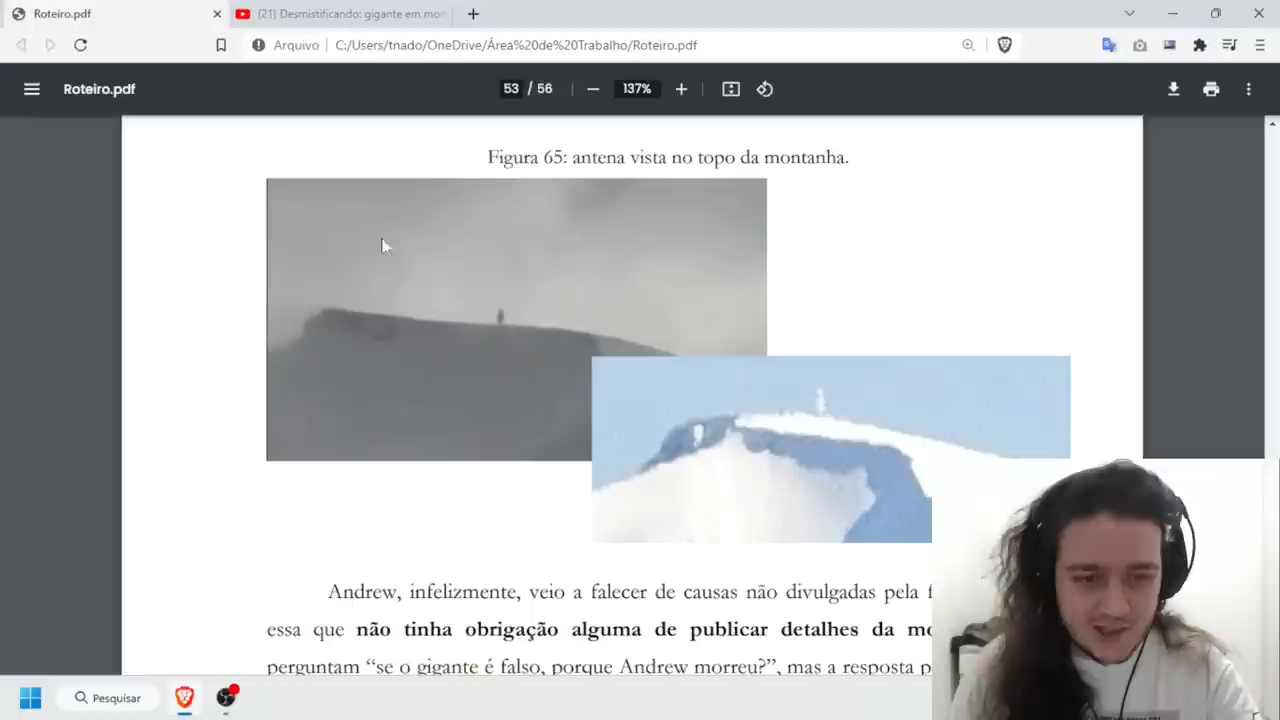 Roteiro.pdf
(21) Desmistificando: gigante em mon
Arquivo
C:/Users/tnado/OneDrive/Área%20de%20Trabalho/Roteiro.pdf
Roteiro.pdf
53 / 56
137%
Figura 65: antena vista no topo da montanha.
Andrew, infelizmente, veio a falecer de causas não divulgadas pela f
essa que não tinha obrigação alguma de publicar detalhes da mo
perguntam “se o gigante é falso, porque Andrew morreu?”, mas a resposta p
Pesquisar